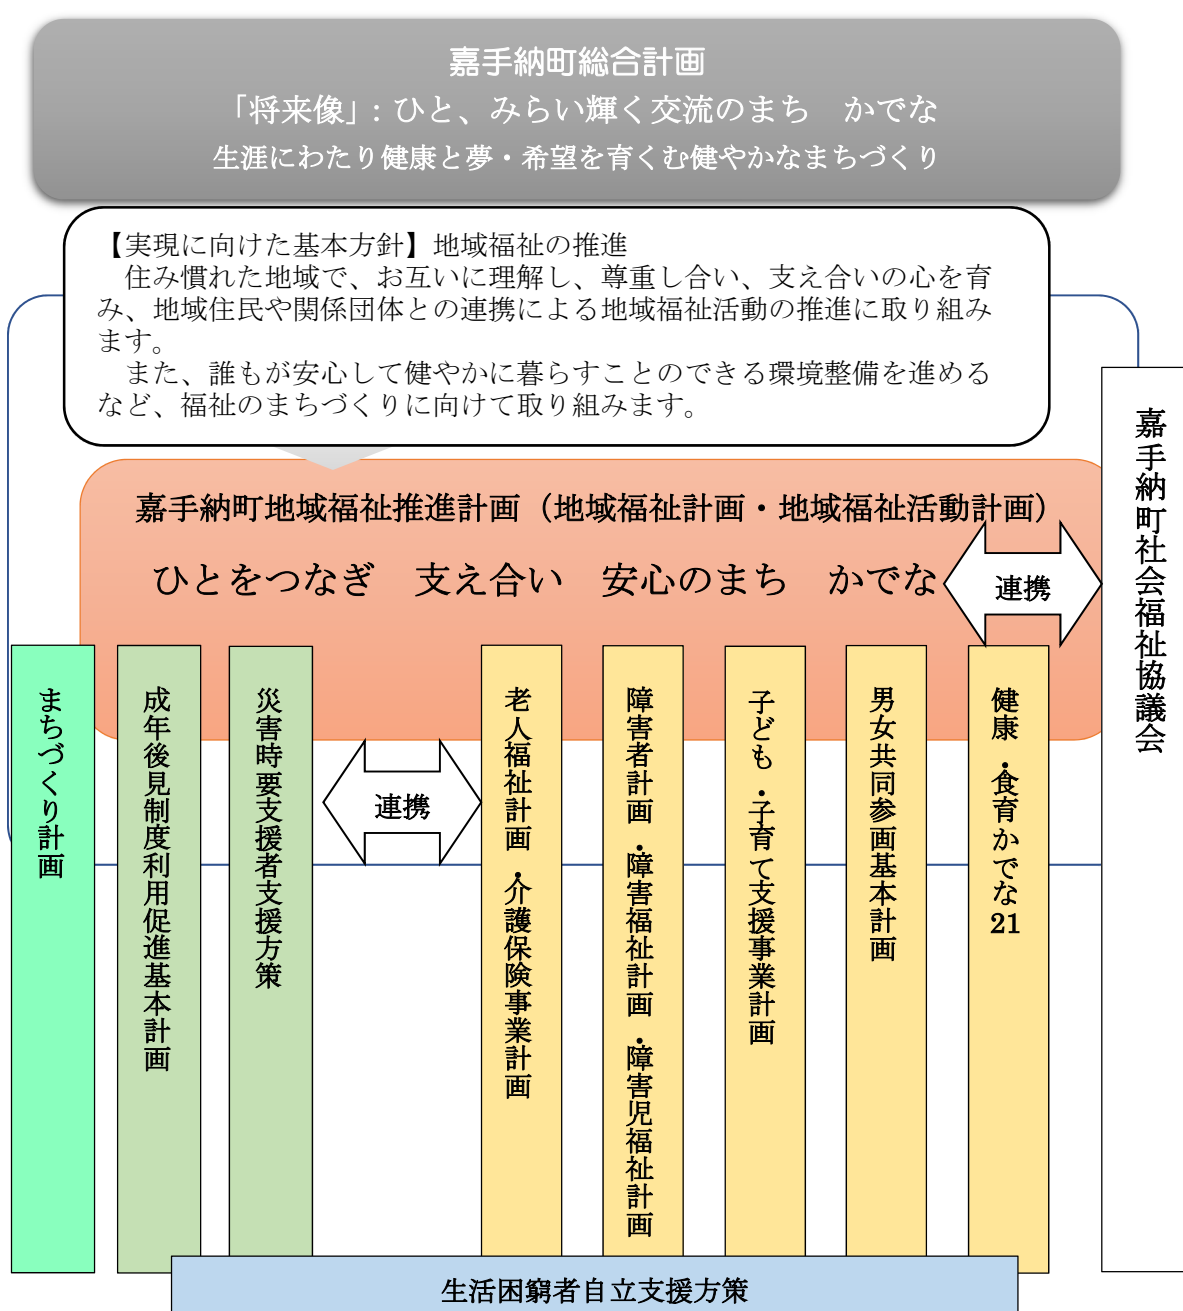 嘉手納町総合計画
「将来像」: ひと、みらい輝く交流のまち　かでな
生涯にわたり健康と夢・希望を育くむ健やかなまちづくり
【実現に向けた基本方針】地域福祉の推進
　住み慣れた地域で、お互いに理解し、尊重し合い、支え合いの心を育
み、地域住民や関係団体との連携による地域福祉活動の推進に取り組み
ます。
　また、誰もが安心して健やかに暮らすことのできる環境整備を進める
など、福祉のまちづくりに向けて取り組みます。
嘉手納町地域福祉推進計画（地域福祉計画・地域福祉活動計画）
ひとをつなぎ　支え合い　安心のまち　かでな
連携
嘉手納町社会福祉協議会
まちづくり計画
成年後見制度利用促進基本計画
災害時要支援者支援方策
連携
老人福祉計画・介護保険事業計画
障害者計画・障害福祉計画・障害児福祉計画
子ども・子育て支援事業計画
男女共同参画基本計画
健康・食育かでな21
生活困窮者自立支援方策